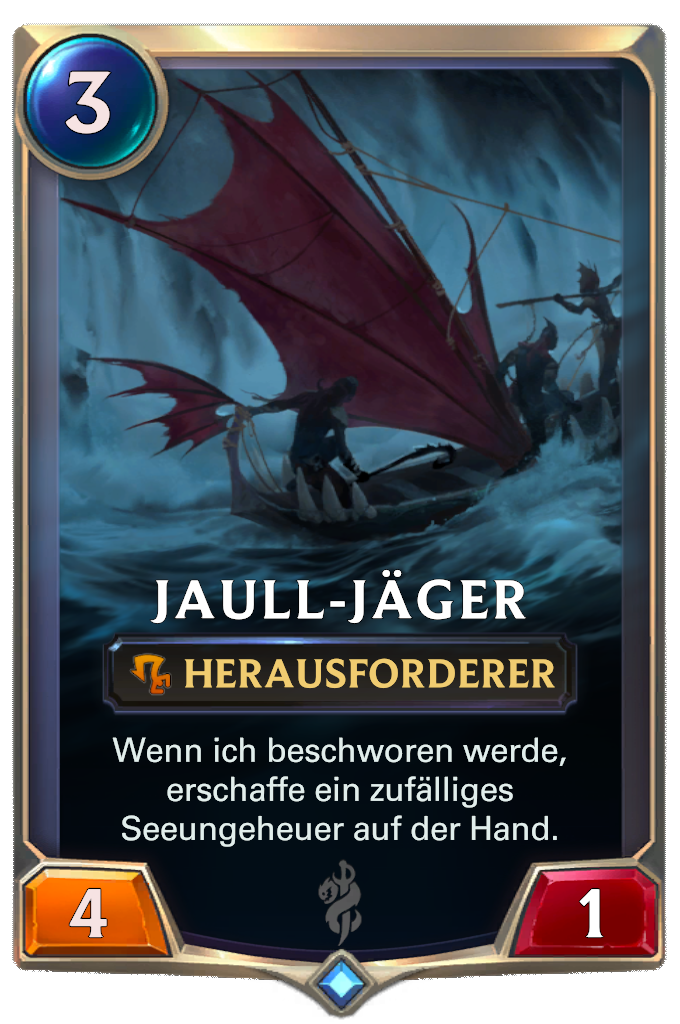 3
JAULL-JÄGER
HERAUSFORDERER
Wenn ich beschworen werde,
erschaffe ein zufälliges
Seeungeheuer auf der Hand.
4
1